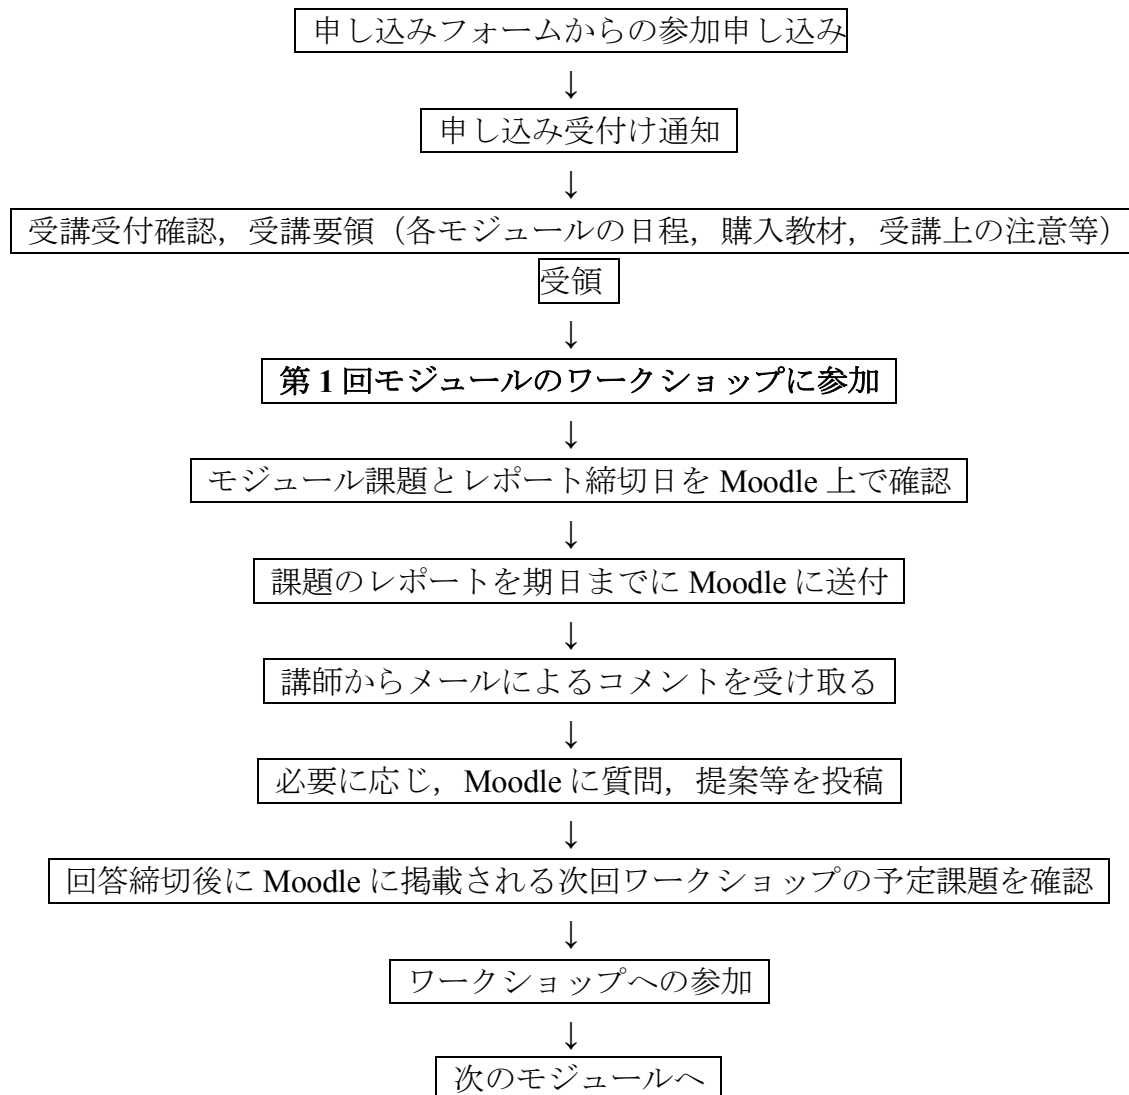 申し込みフォームからの参加申し込み
↓
申し込み受付け通知
↓
受講受付確認，受講要領（各モジュールの日程，購入教材，受講上の注意等）
受領
↓
第 1 回モジュールのワークショップに参加
↓
モジュール課題とレポート締切日を Moodle 上で確認
↓
課題のレポートを期日までに Moodle に送付
↓
講師からメールによるコメントを受け取る
↓
必要に応じ，Moodle に質問，提案等を投稿
↓
回答締切後に Moodle に掲載される次回ワークショップの予定課題を確認
↓
ワークショップへの参加
↓
次のモジュールへ